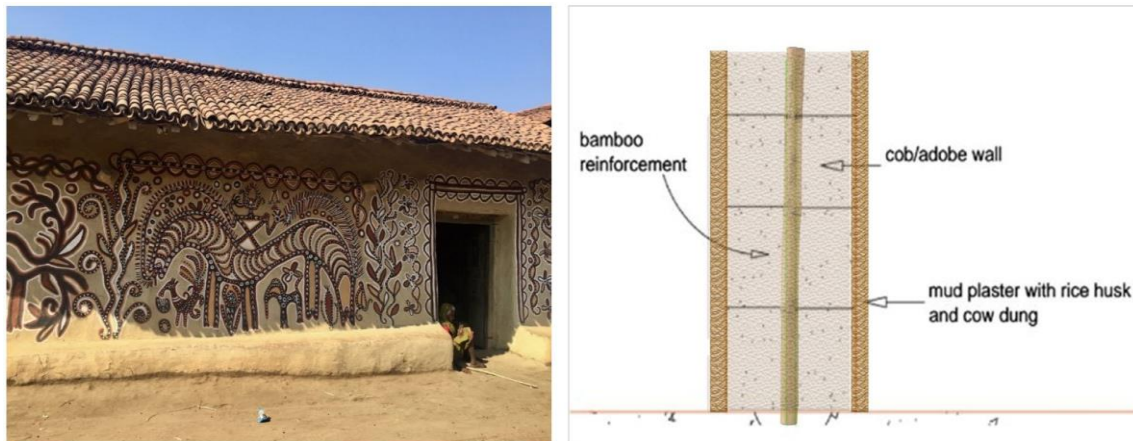 bamboo
reinforcement
cob/adobe wall
mud plaster with rice husk
and cow dung